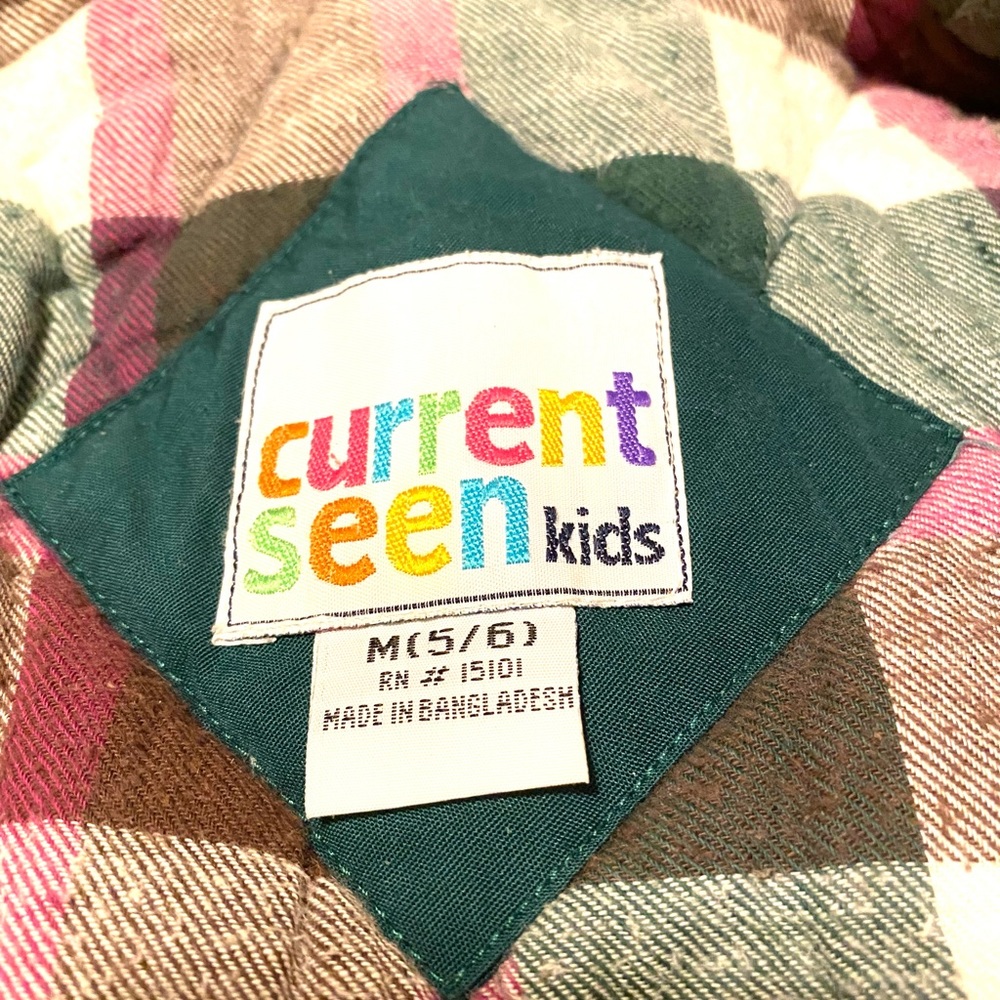 current
seen kids
M(5/6)
RN # 15101
MADE IN BANGLADESH